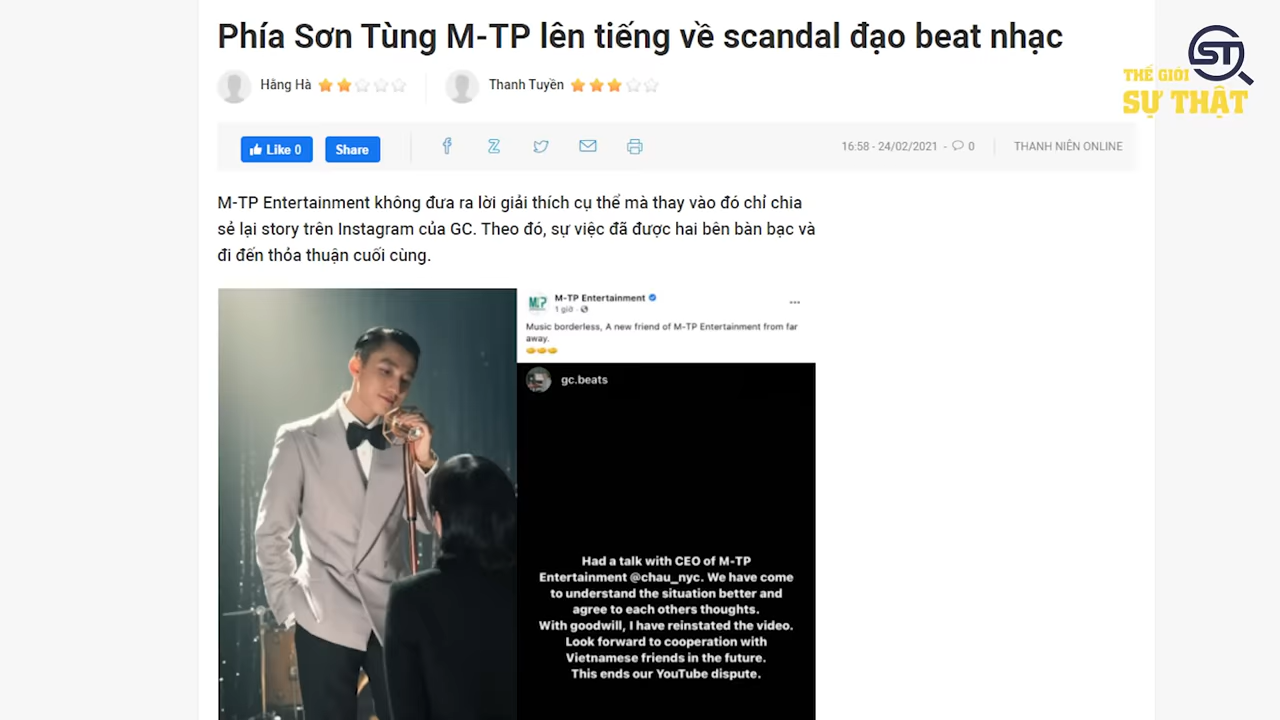 Phía Sơn Tùng M-TP lên tiếng về scandal đạo beat nhạc
ST
THẾ GIỚI
SỰ THẬT
Hằng Hà
Thanh Tuyền
Like 0
Share
16:58 - 24/02/2021 - 0
THANH NIÊN ONLINE
M-TP Entertainment không đưa ra lời giải thích cụ thể mà thay vào đó chỉ chia
sẻ lại story trên Instagram của GC. Theo đó, sự việc đã được hai bên bàn bạc và
đi đến thỏa thuận cuối cùng.
M-TP Entertainment
1 giờ ·
Music borderless, A new friend of M-TP Entertainment from far
away.
gc.beats
Had a talk with CEO of M-TP
Entertainment @chau_nyc. We have come
to understand the situation better and
agree to each others thoughts.
With goodwill, I have reinstated the video.
Look forward to cooperation with
Vietnamese friends in the future.
This ends our YouTube dispute.